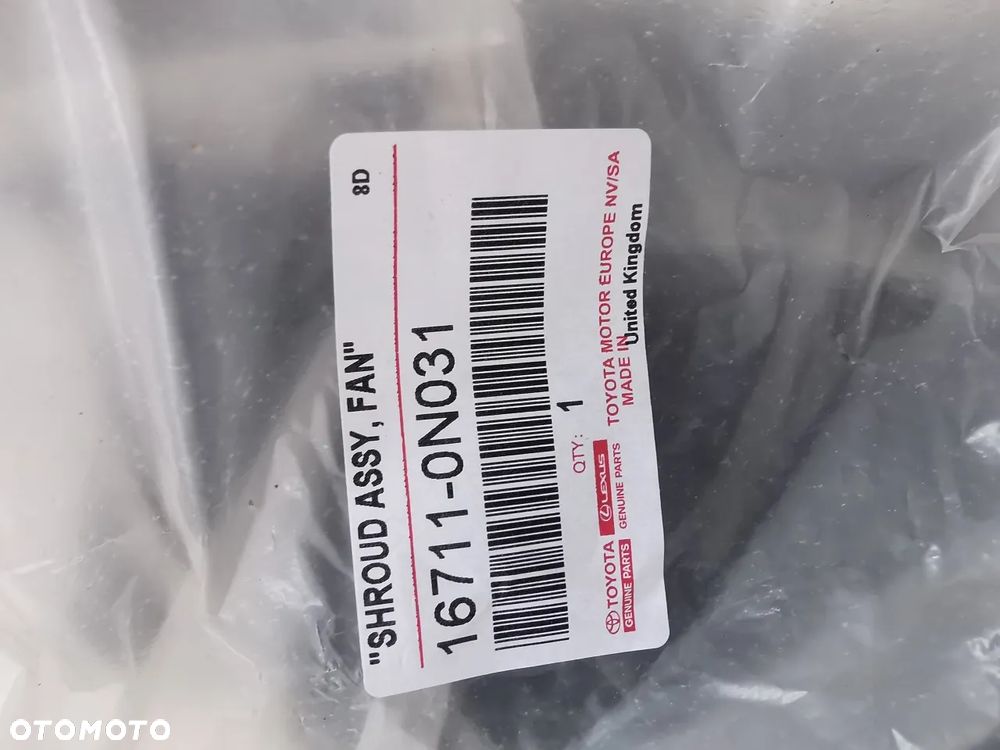 8D
"SHROUD ASSY, FAN"
16711-0N031
QTY: 1
TOYOTA
GENUINE PARTS
LEXUS
GENUINE PARTS
TOYOTA MOTOR EUROPE NV/SA
MADE IN
United Kingdom
OTOMOTO